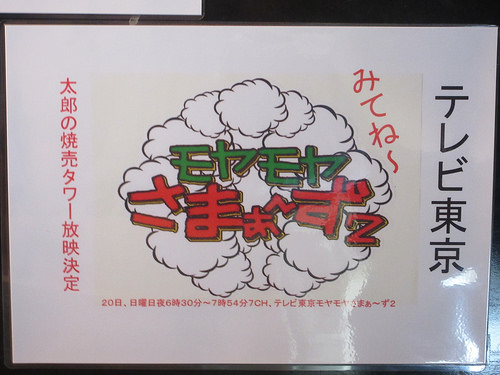 テレビ東京
みてね〜
モヤモヤ
さまぁ〜ず2
太郎の焼売タワー放映決定
20日、日曜日夜6時30分〜7時54分7CH、テレビ東京モヤモヤさまぁ〜ず2